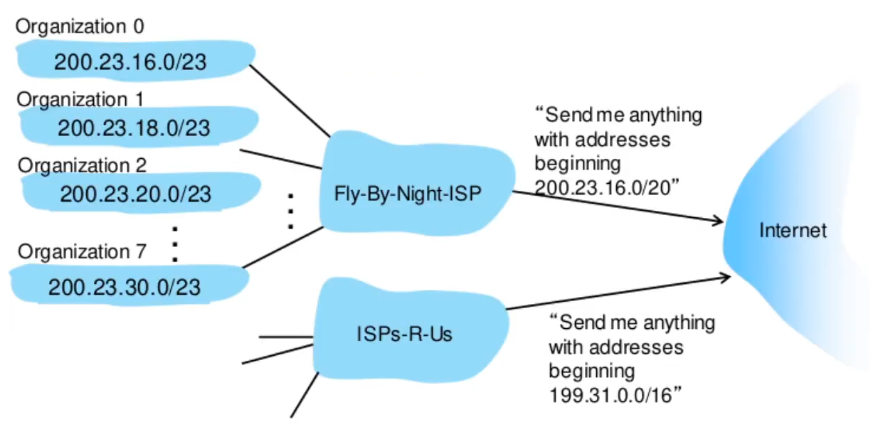 Organization 0
200.23.16.0/23
Organization 1
200.23.18.0/23
Organization 2
200.23.20.0/23
Organization 7
200.23.30.0/23
Fly-By-Night-ISP
“Send me anything
with addresses
beginning
200.23.16.0/20”
ISPs-R-Us
“Send me anything
with addresses
beginning
199.31.0.0/16”
Internet